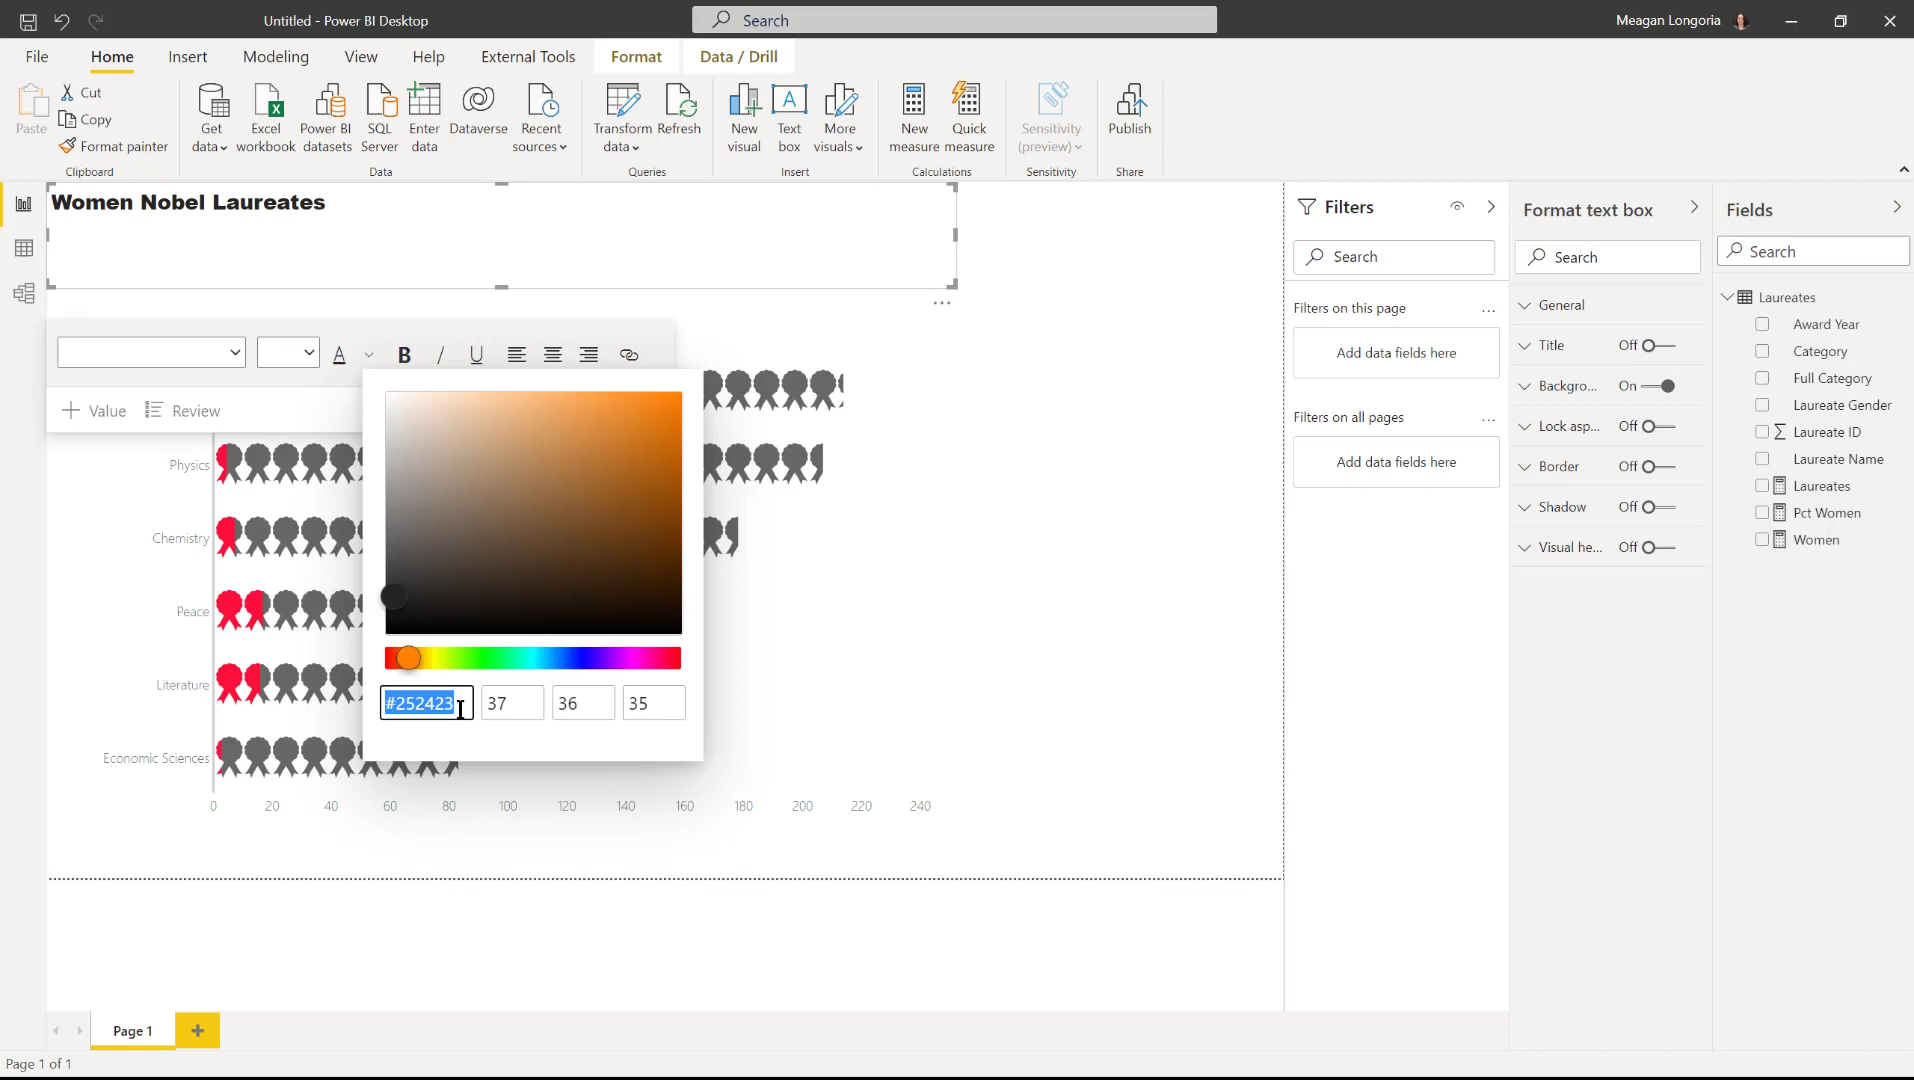 Untitled - Power BI Desktop
Search
Meagan Longoria
File
Home
Insert
Modeling
View
Help
External Tools
Format
Data / Drill
Paste
Cut
Copy
Format painter
Clipboard
Get data
Excel workbook
Power BI datasets
SQL Server
Enter data
Dataverse
Recent sources
Data
Transform data
Refresh
Queries
New visual
Text box
More visuals
Insert
New measure
Quick measure
Calculations
Sensitivity (preview)
Sensitivity
Publish
Share
Women Nobel Laureates
...
A
B
I
U
Value
Review
#252423
37
36
35
Physics
Chemistry
Peace
Literature
Economic Sciences
0
20
40
60
80
100
120
140
160
180
200
220
240
Filters
Search
Filters on this page
...
Add data fields here
Filters on all pages
...
Add data fields here
Format text box
Search
General
Title
Off
Backgro...
On
Lock asp...
Off
Border
Off
Shadow
Off
Visual he...
Off
Fields
Search
Laureates
Award Year
Category
Full Category
Laureate Gender
Σ Laureate ID
Laureate Name
Laureates
Pct Women
Women
Page 1
+
Page 1 of 1